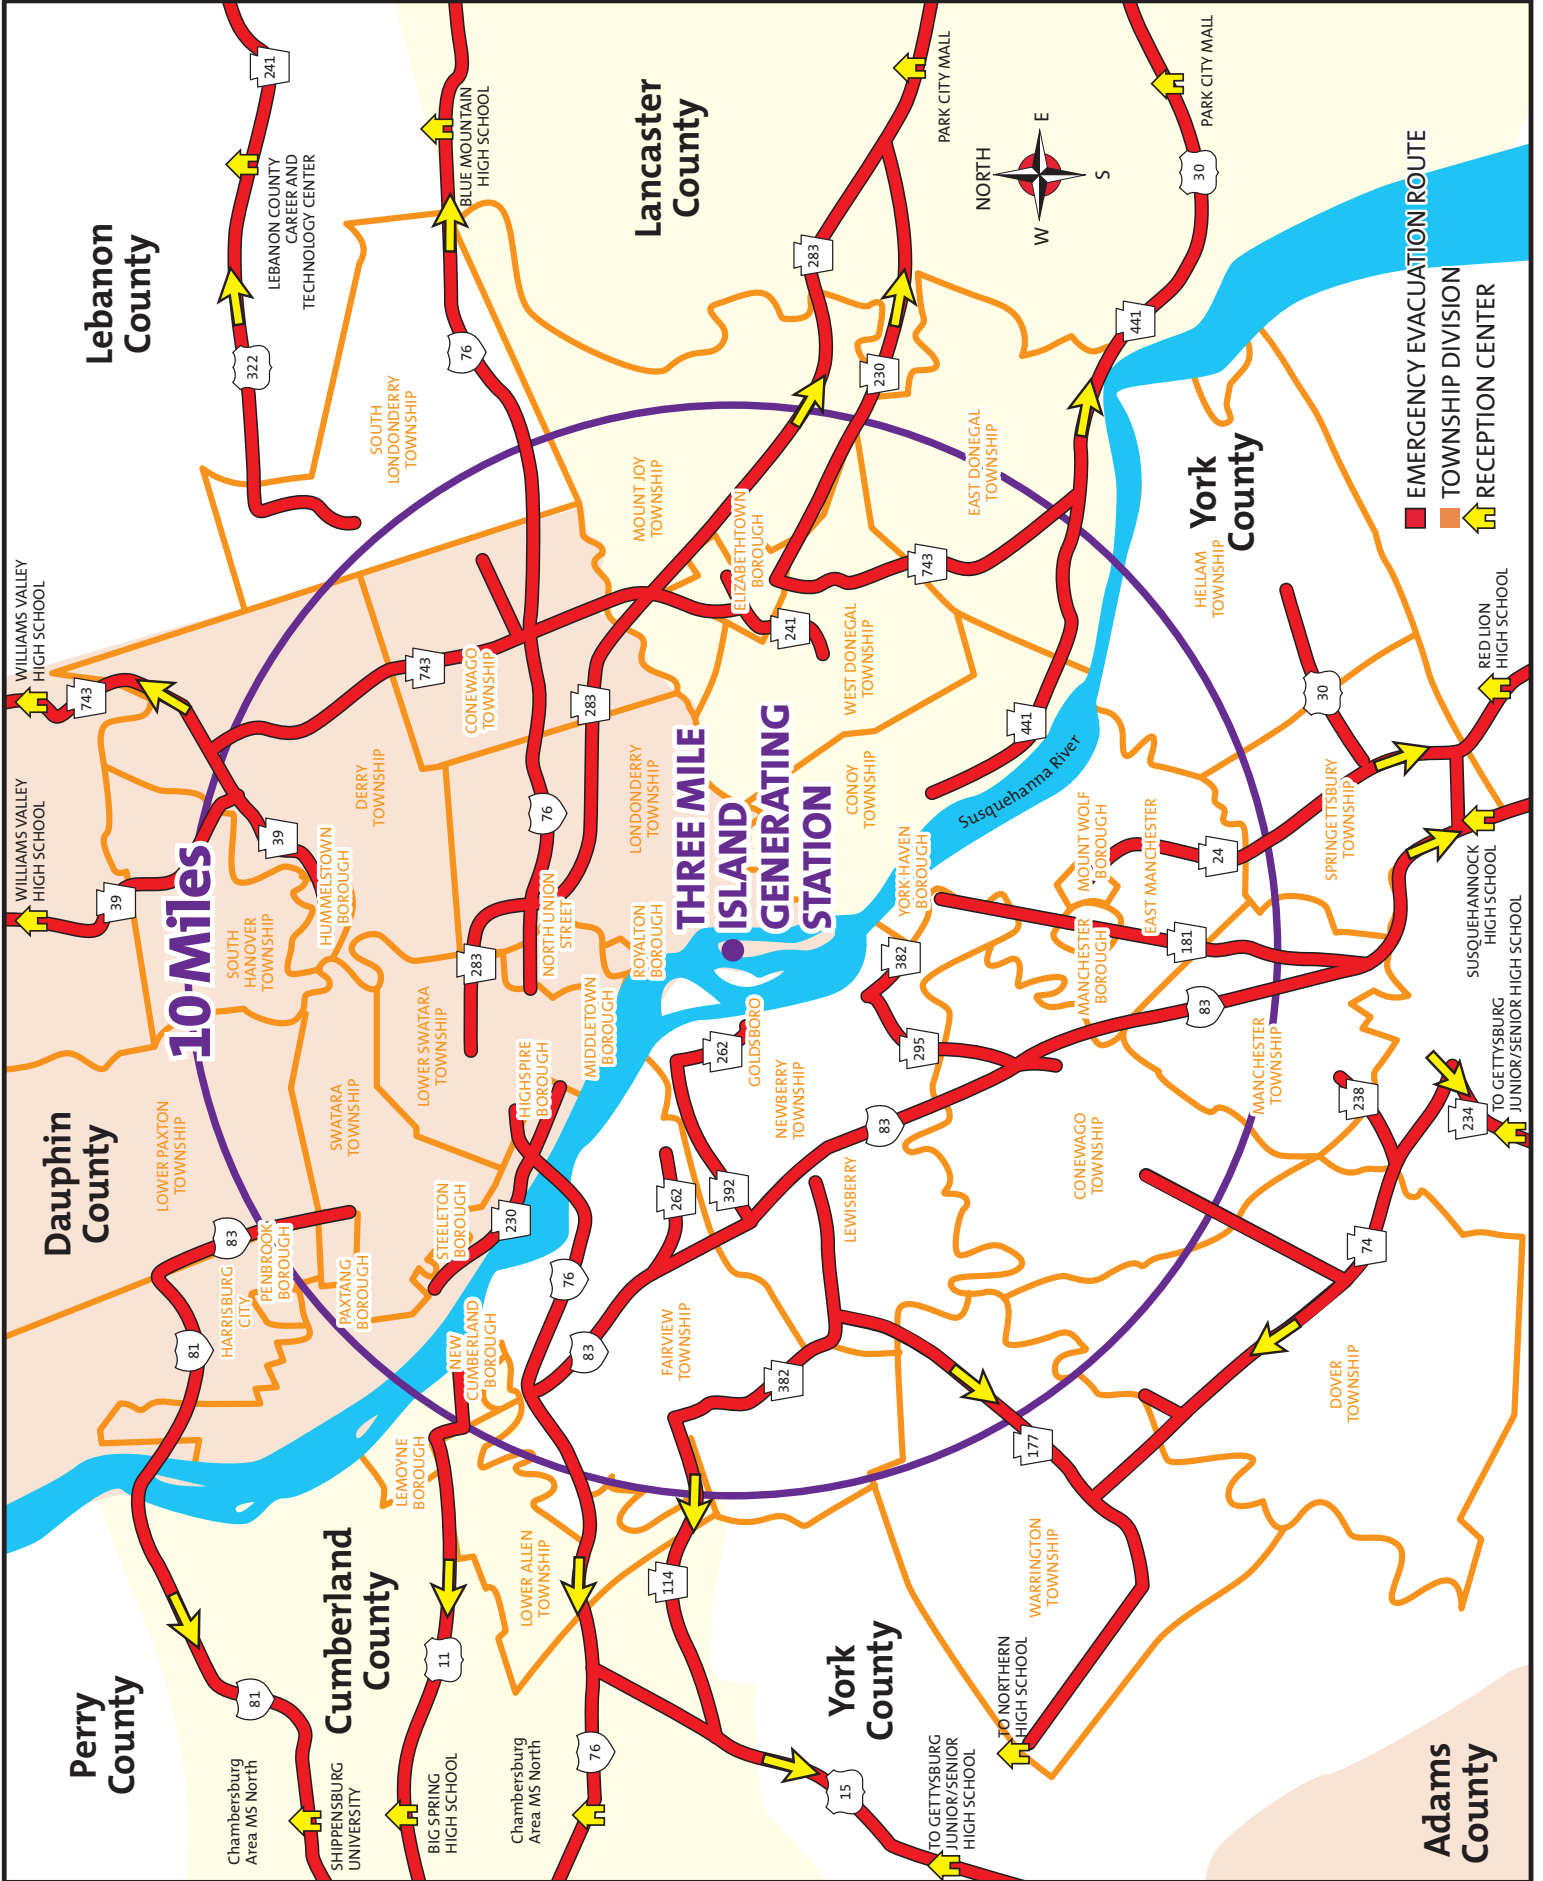 Perry
County
Cumberland
County
Dauphin
County
Lebanon
County
Lancaster
County
York
County
York
County
Adams
County
10-Miles
THREE MILE
ISLAND
GENERATING
STATION
Susquehanna River
WILLIAMS VALLEY
HIGH SCHOOL
WILLIAMS VALLEY
HIGH SCHOOL
LEBANON COUNTY
CAREER AND
TECHNOLOGY CENTER
BLUE MOUNTAIN
HIGH SCHOOL
PARK CITY MALL
PARK CITY MALL
RED LION
HIGH SCHOOL
SUSQUEHANNOCK
HIGH SCHOOL
TO GETTYSBURG
JUNIOR/SENIOR HIGH SCHOOL
TO NORTHERN
HIGH SCHOOL
TO GETTYSBURG
JUNIOR/SENIOR
HIGH SCHOOL
Chambersburg
Area MS North
BIG SPRING
HIGH SCHOOL
SHIPPENSBURG
UNIVERSITY
Chambersburg
Area MS North
LOWER PAXTON
TOWNSHIP
SOUTH
HANOVER
TOWNSHIP
HUMMELSTOWN
BOROUGH
DERRY
TOWNSHIP
CONEWAGO
TOWNSHIP
SOUTH
LONDONDERRY
TOWNSHIP
MOUNT JOY
TOWNSHIP
ELIZABETHTOWN
BOROUGH
EAST DONEGAL
TOWNSHIP
WEST DONEGAL
TOWNSHIP
CONOY
TOWNSHIP
LONDONDERRY
TOWNSHIP
NORTH UNION
STREET
ROYALTON
BOROUGH
MIDDLETOWN
BOROUGH
LOWER SWATARA
TOWNSHIP
SWATARA
TOWNSHIP
HIGHSPIRE
BOROUGH
STEELETON
BOROUGH
PENBROOK
BOROUGH
HARRISBURG
CITY
PAXTANG
BOROUGH
NEW
CUMBERLAND
BOROUGH
LEMOYNE
BOROUGH
LOWER ALLEN
TOWNSHIP
FAIRVIEW
TOWNSHIP
LEWISBERRY
NEWBERRY
TOWNSHIP
GOLDSBORO
YORK HAVEN
BOROUGH
MOUNT WOLF
BOROUGH
EAST MANCHESTER
MANCHESTER
BOROUGH
HELLAM
TOWNSHIP
SPRINGETTSBURY
TOWNSHIP
MANCHESTER
TOWNSHIP
CONEWAGO
TOWNSHIP
DOVER
TOWNSHIP
WARRINGTON
TOWNSHIP
81
81
83
11
76
15
114
382
177
74
238
234
83
76
230
262
392
262
83
295
382
83
181
24
30
441
743
241
283
76
283
39
39
743
743
241
322
76
283
230
441
30
NORTH
E
S
W
EMERGENCY EVACUATION ROUTE
TOWNSHIP DIVISION
RECEPTION CENTER